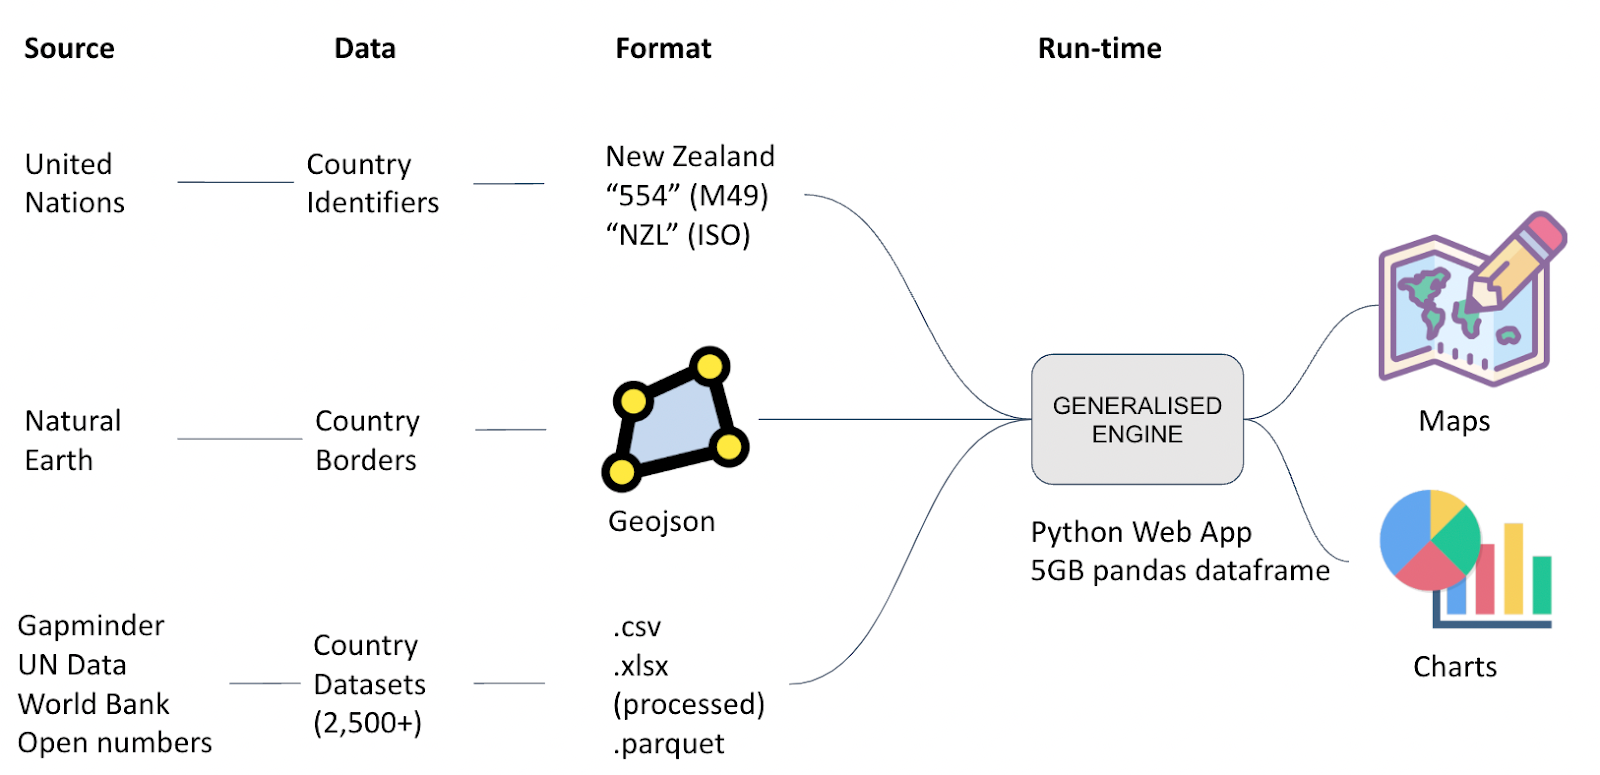 Source
Data
Format
Run-time
United
Nations
Country
Identifiers
New Zealand
“554” (M49)
“NZL” (ISO)
Natural
Earth
Country
Borders
Geojson
GENERALISED
ENGINE
Python Web App
5GB pandas dataframe
Maps
Charts
Gapminder
UN Data
World Bank
Open numbers
Country
Datasets
(2,500+)
.csv
.xlsx
(processed)
.parquet